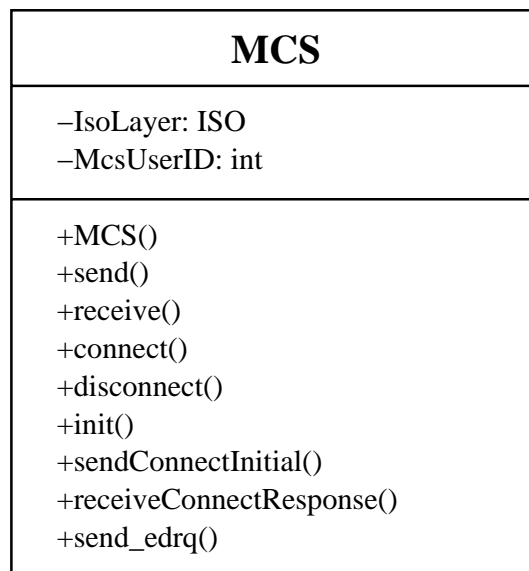 MCS
–IsoLayer: ISO
–McsUserID: int
+MCS()
+send()
+receive()
+connect()
+disconnect()
+init()
+sendConnectInitial()
+receiveConnectResponse()
+send_edrq()